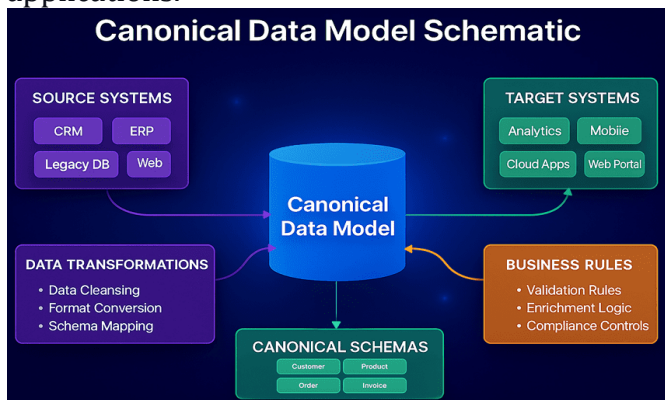 applications.
Canonical Data Model Schematic
SOURCE SYSTEMS
CRM
ERP
Legacy DB
Web
TARGET SYSTEMS
Analytics
Mobiie
Cloud Apps
Web Portal
Canonical
Data Model
DATA TRANSFORMATIONS
• Data Cleansing
• Format Conversion
• Schema Mapping
BUSINESS RULES
• Validation Rules
• Enrichment Logic
• Compliance Controls
CANONICAL SCHEMAS
Customer
Product
Order
Invoice